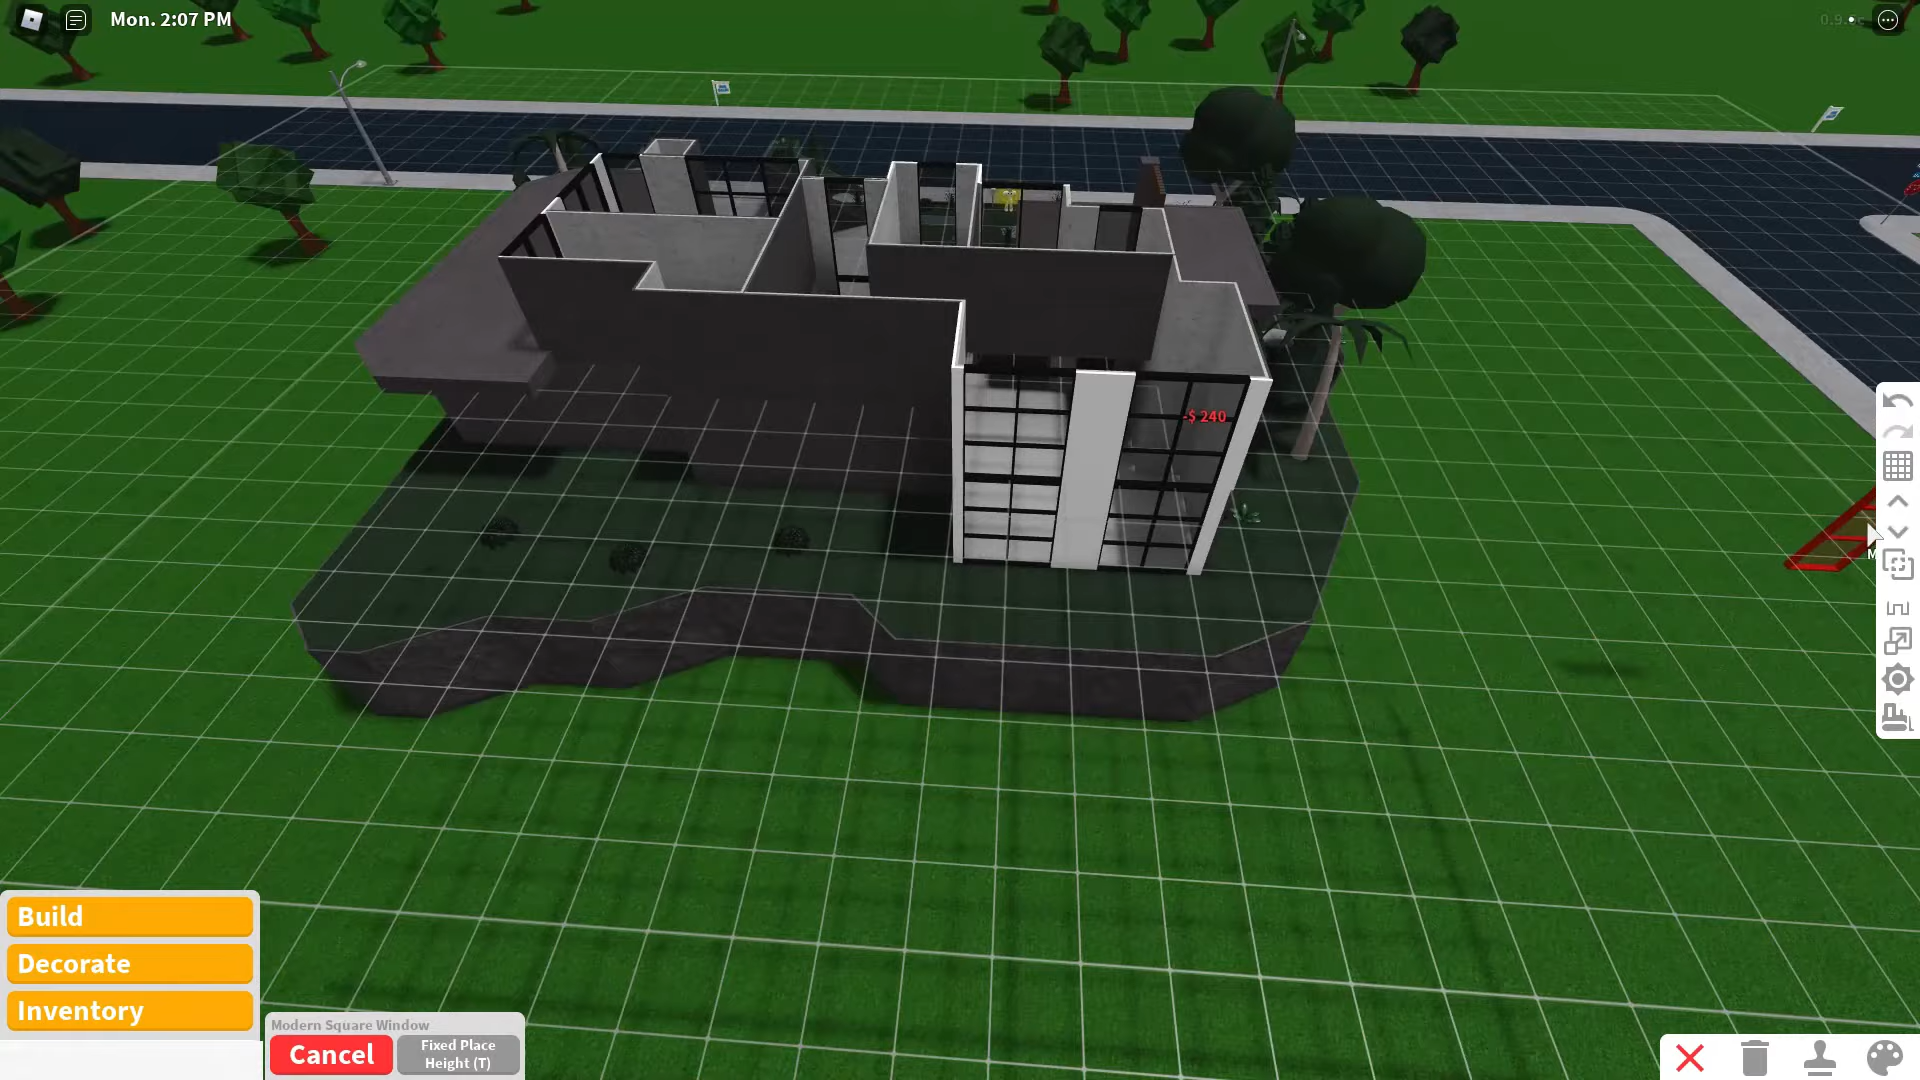 Mon. 2:07 PM
-$ 240
M
Build
Decorate
Inventory
Modern Square Window
Cancel
Fixed Place
Height (T)